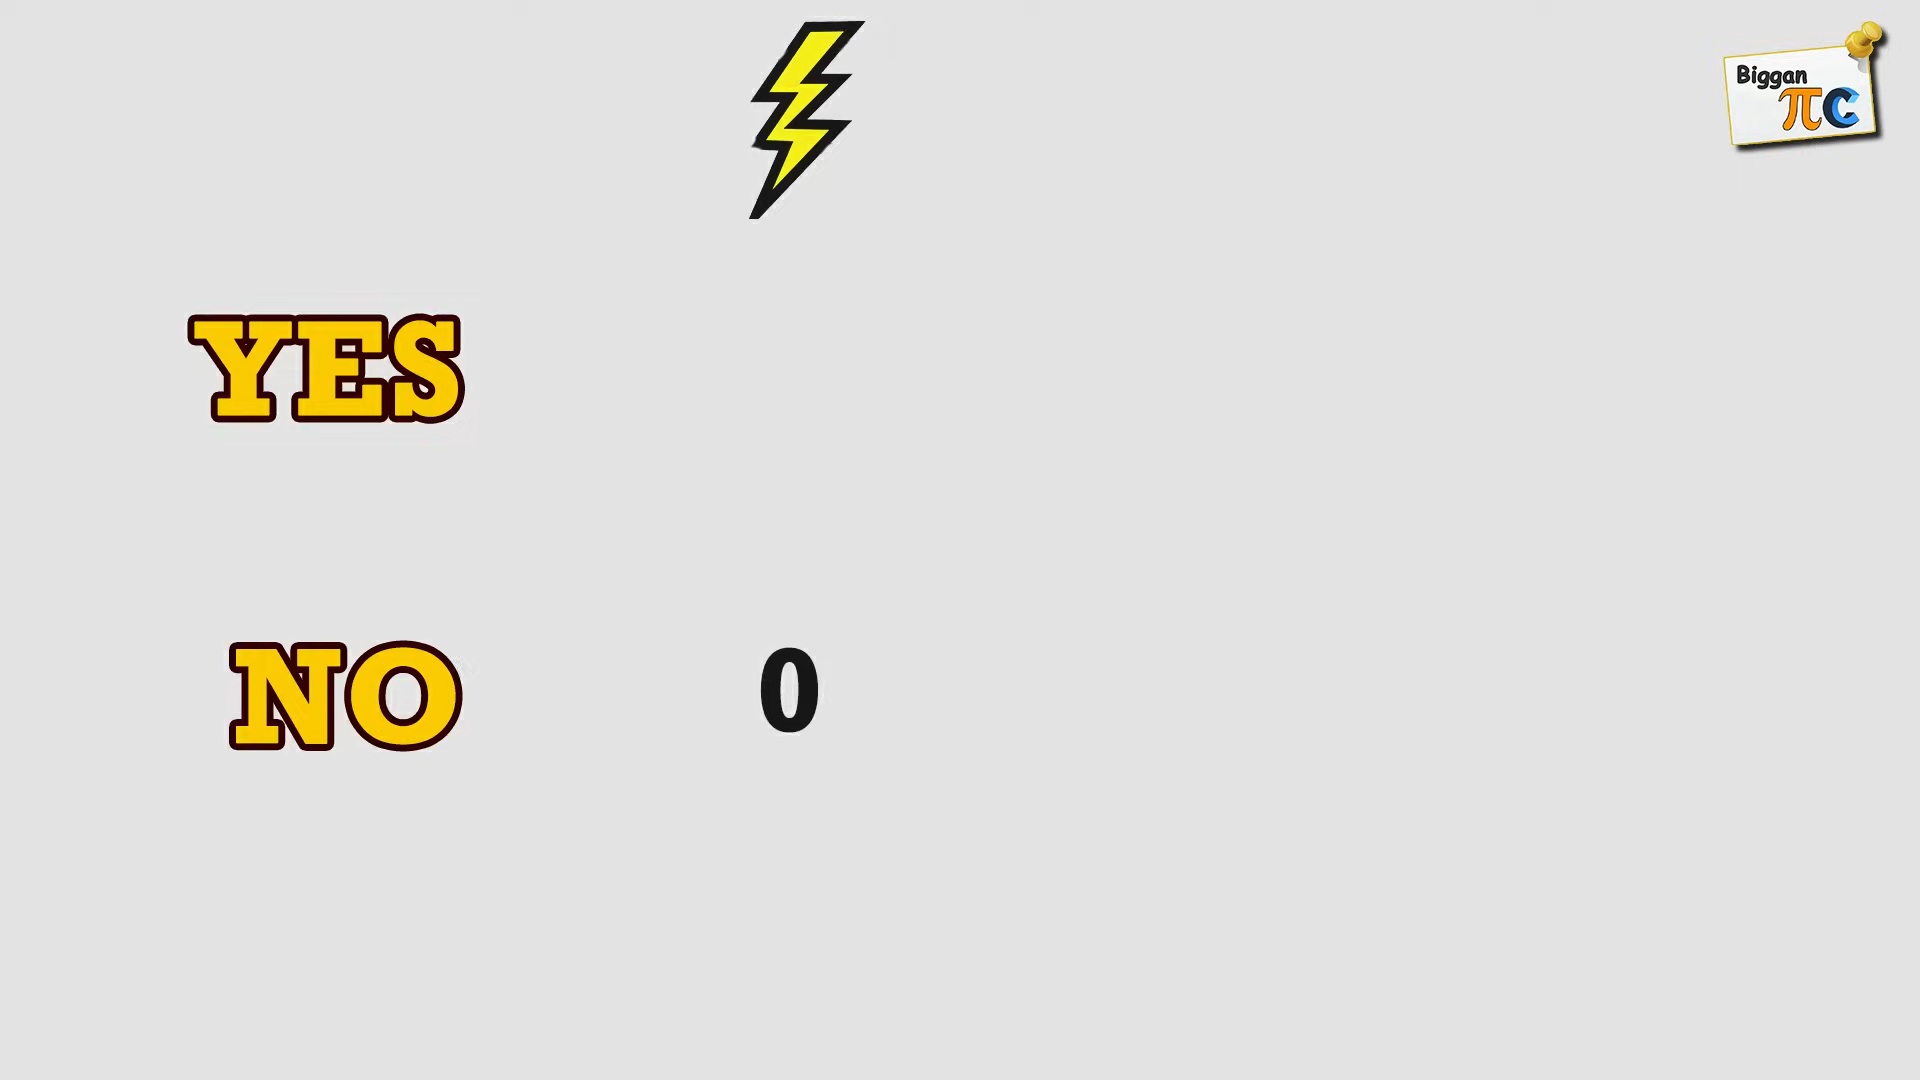 Biggan
πC
YES
NO 0